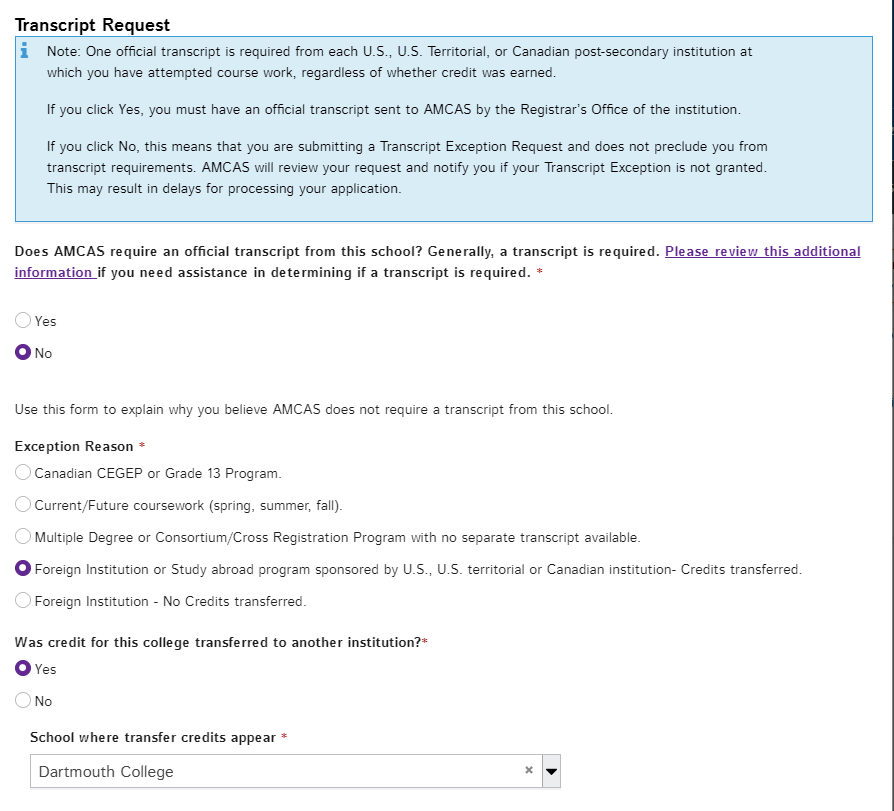 Transcript Request
Note: One official transcript is required from each U.S., U.S. Territorial, or Canadian post-secondary institution at
which you have attempted course work, regardless of whether credit was earned.
If you click Yes, you must have an official transcript sent to AMCAS by the Registrar's Office of the institution.
If you click No, this means that you are submitting a Transcript Exception Request and does not preclude you from
transcript requirements. AMCAS will review your request and notify you if your Transcript Exception is not granted.
This may result in delays for processing your application.
Does AMCAS require an official transcript from this school? Generally, a transcript is required. Please review this additional
information if you need assistance in determining if a transcript is required. *
Yes
No
Use this form to explain why you believe AMCAS does not require a transcript from this school.
Exception Reason *
Canadian CEGEP or Grade 13 Program.
Current/Future coursework (spring, summer, fall).
Multiple Degree or Consortium/Cross Registration Program with no separate transcript available.
Foreign Institution or Study abroad program sponsored by U.S., U.S. territorial or Canadian institution- Credits transferred.
Foreign Institution - No Credits transferred.
Was credit for this college transferred to another institution?*
Yes
No
School where transfer credits appear *
Dartmouth College